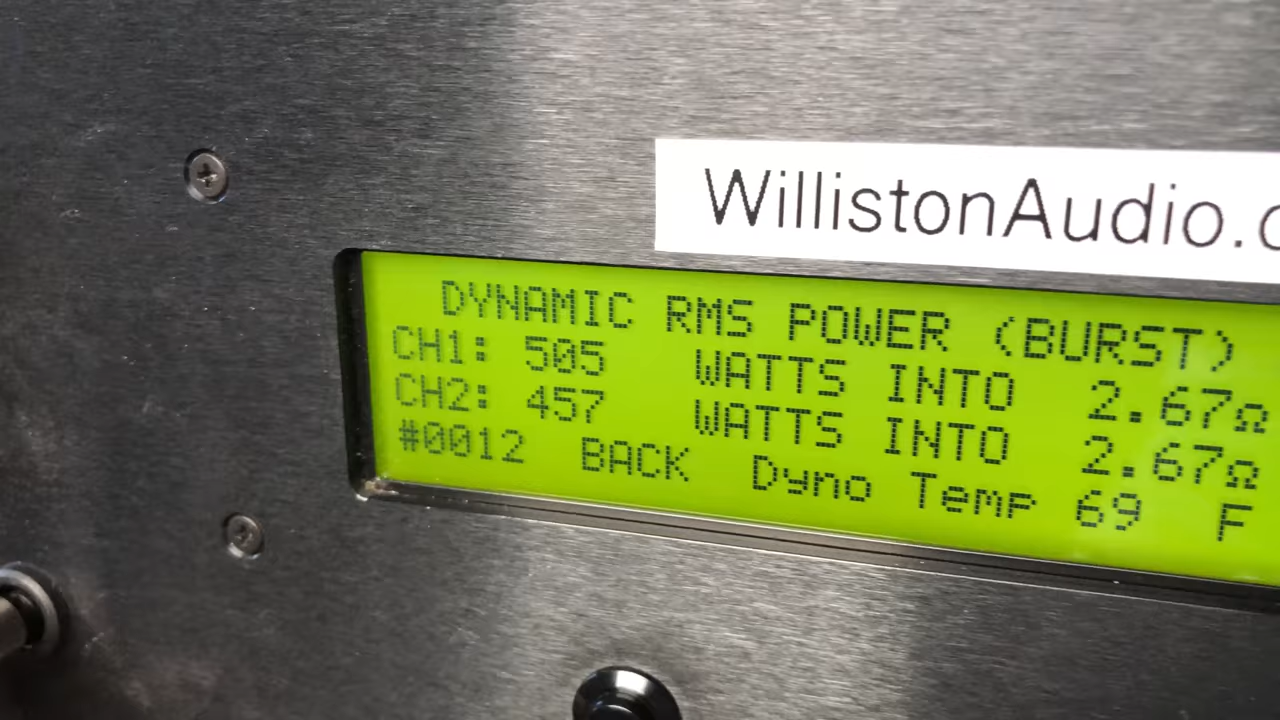 WillistonAudio.c
DYNAMIC RMS POWER (BURST)
CH1: 505 WATTS INTO 2.67Ω
CH2: 457 WATTS INTO 2.67Ω
#0012 BACK Dyno Temp 69 F